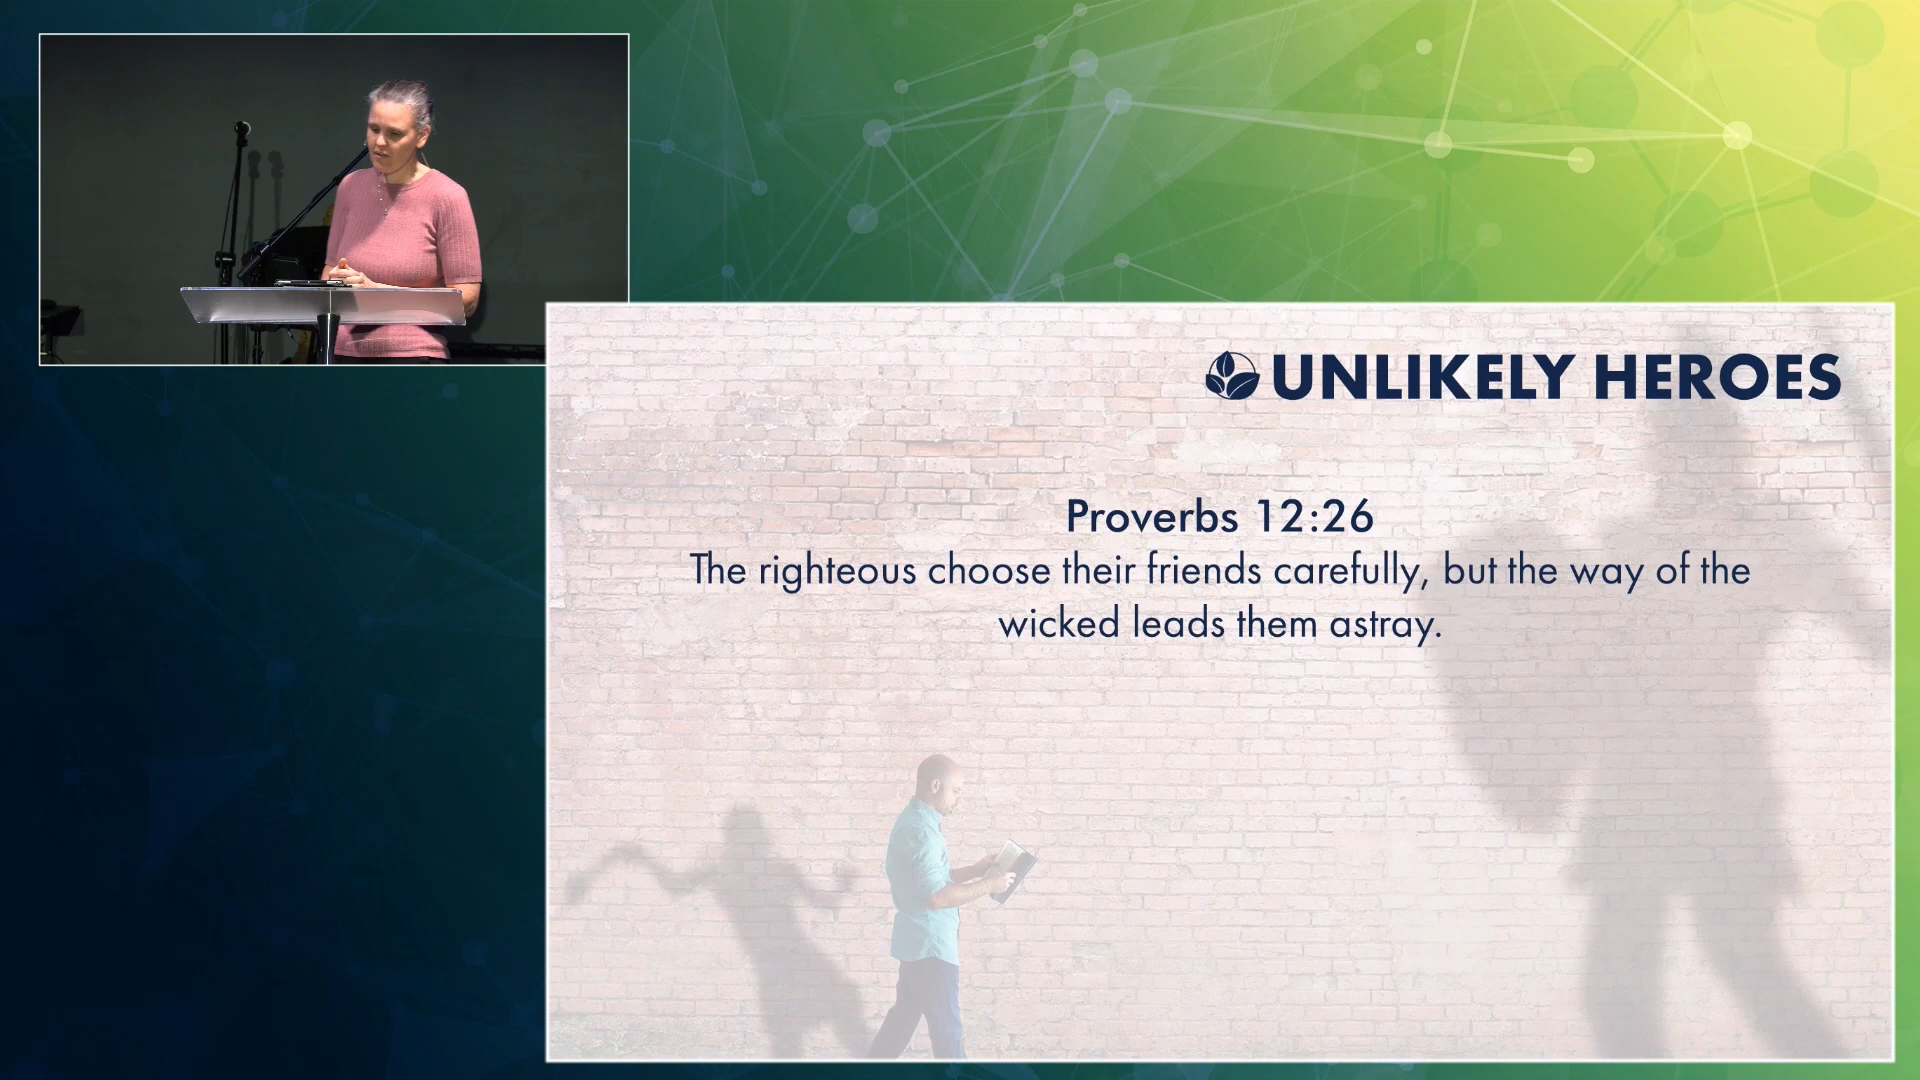 UNLIKELY HEROES
Proverbs 12:26
The righteous choose their friends carefully, but the way of the
wicked leads them astray.